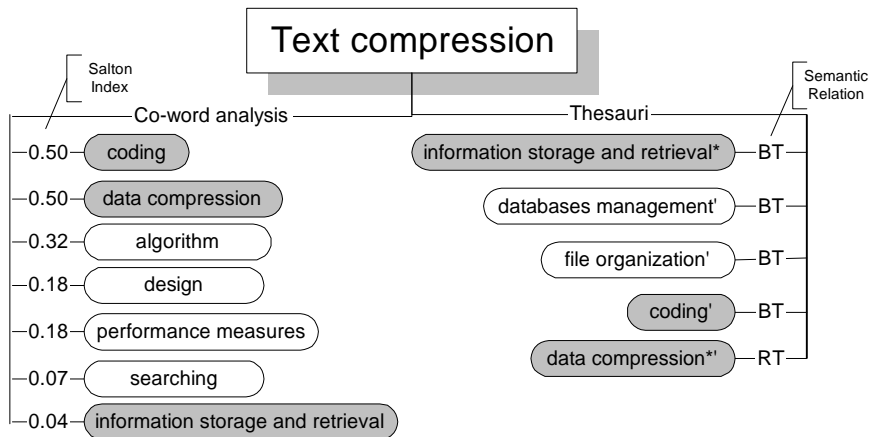 Text compression
Salton
Index
Semantic
Relation
Co-word analysis
Thesauri
0.50 coding
0.50 data compression
0.32 algorithm
0.18 design
0.18 performance measures
0.07 searching
0.04 information storage and retrieval
information storage and retrieval* BT
databases management' BT
file organization' BT
coding' BT
data compression*' RT